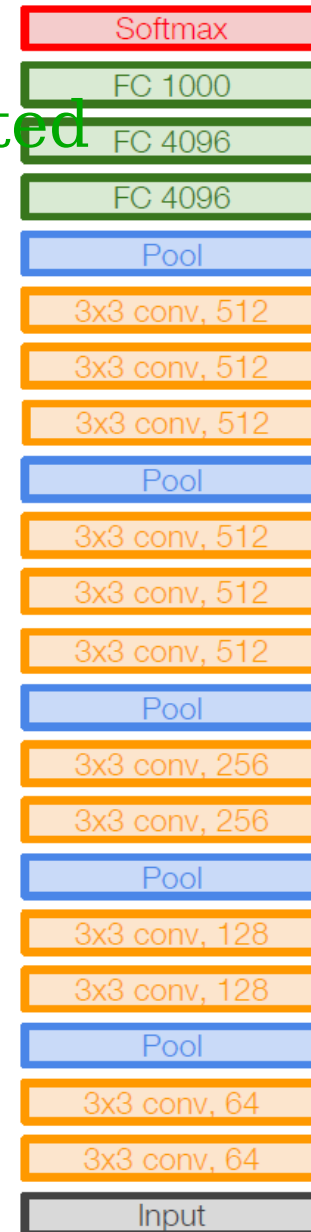 Softmax
FC 1000
ted
FC 4096
FC 4096
Pool
3x3 conv, 512
3x3 conv, 512
3x3 conv, 512
Pool
3x3 conv, 512
3x3 conv, 512
3x3 conv, 512
Pool
3x3 conv, 256
3x3 conv, 256
Pool
3x3 conv, 128
3x3 conv, 128
Pool
3x3 conv, 64
3x3 conv, 64
Input